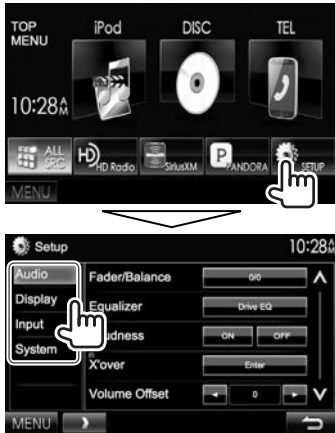 TOP MENU
iPod
DISC
TEL
10:28 AM
ALL SRC
HD Radio
SiriusXM
PANDORA
SETUP
MENU
Setup
10:28
Audio
Display
Input
System
Fader/Balance
0/0
Equalizer
Drive EQ
ON
OFF
X'over
Enter
Volume Offset
0
MENU